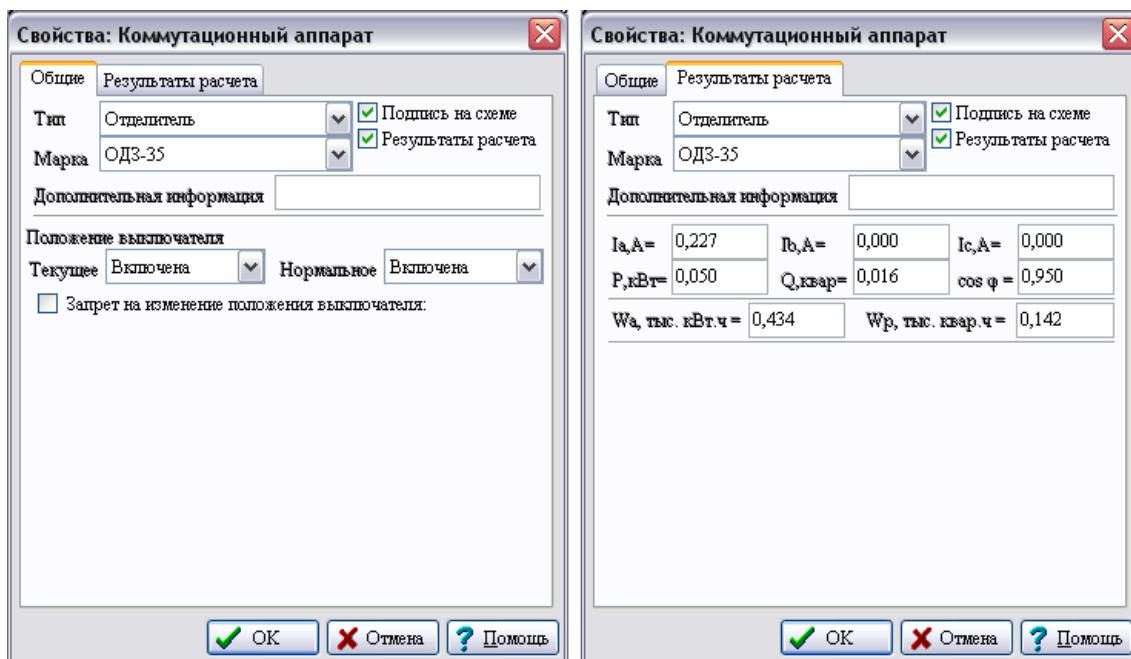 Свойства: Коммутационный аппарат
Общие Результаты расчета
Тип Отделитель Подпись на схеме
Марка ОДЗ-35 Результаты расчета
Дополнительная информация
Положение выключателя
Текущее Включена Нормальное Включена
Запрет на изменение положения выключателя:
OK Отмена Помощь
Свойства: Коммутационный аппарат
Общие Результаты расчета
Тип Отделитель Подпись на схеме
Марка ОДЗ-35 Результаты расчета
Дополнительная информация
Ia,A= 0,227 Ib,A= 0,000 Ic,A= 0,000
P,кВт= 0,050 Q,квар= 0,016 cos φ = 0,950
Wa, тыс. кВт.ч = 0,434 Wp, тыс. квар.ч = 0,142
OK Отмена Помощь